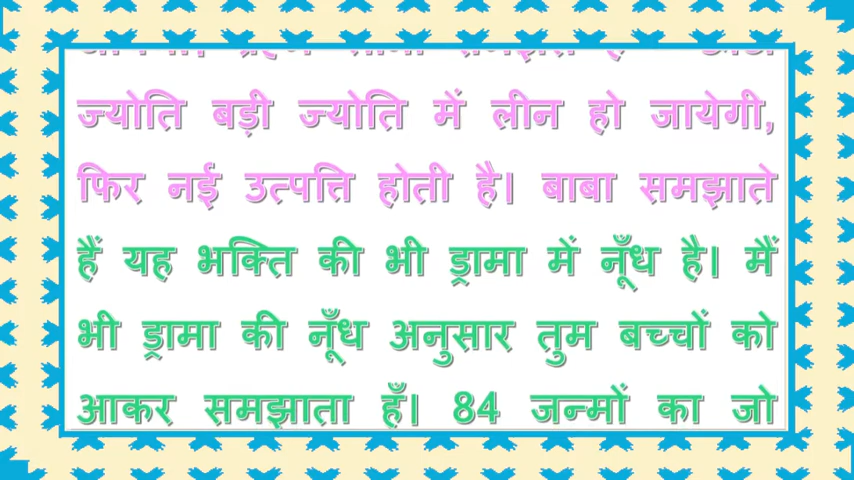 ज्योति बड़ी ज्योति में लीन हो जायेगी,
फिर नई उत्पत्ति होती है। बाबा समझाते
हैं यह भक्ति की भी ड्रामा में नूँध है। मैं
भी ड्रामा की नूँध अनुसार तुम बच्चों को
आकर समझाता हूँ। 84 जन्मों का जो